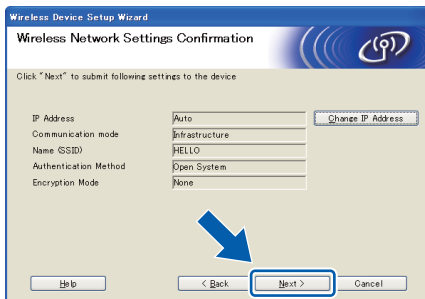 Wireless Device Setup Wizard
Wireless Network Settings Confirmation
Click "Next" to submit following settings to the device
IP Address Auto Change IP Address
Communication mode Infrastructure
Name (SSID) HELLO
Authentication Method Open System
Encryption Mode None
Help < Back Next > Cancel